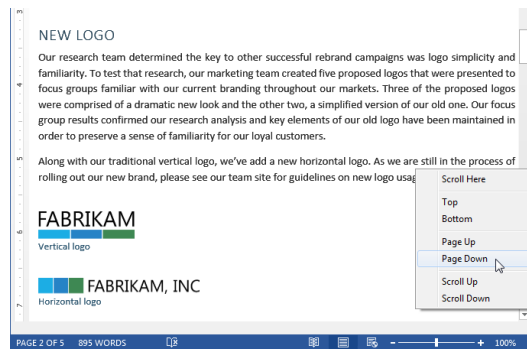 NEW LOGO
Our research team determined the key to other successful rebrand campaigns was logo simplicity and
familiarity. To test that research, our marketing team created five proposed logos that were presented to
focus groups familiar with our current branding throughout our markets. Three of the proposed logos
were comprised of a dramatic new look and the other two, a simplified version of our old one. Our focus
group results confirmed our research analysis and key elements of our old logo have been maintained in
order to preserve a sense of familiarity for our loyal customers.
Along with our traditional vertical logo, we've add a new horizontal logo. As we are still in the process of
rolling out our new brand, please see our team site for guidelines on new logo usag
Scroll Here
Top
Bottom
Page Up
Page Down
Scroll Up
Scroll Down
FABRIKAM
Vertical logo
FABRIKAM, INC
Horizontal logo
4
5
6
7
PAGE 2 OF 5 895 WORDS 100%